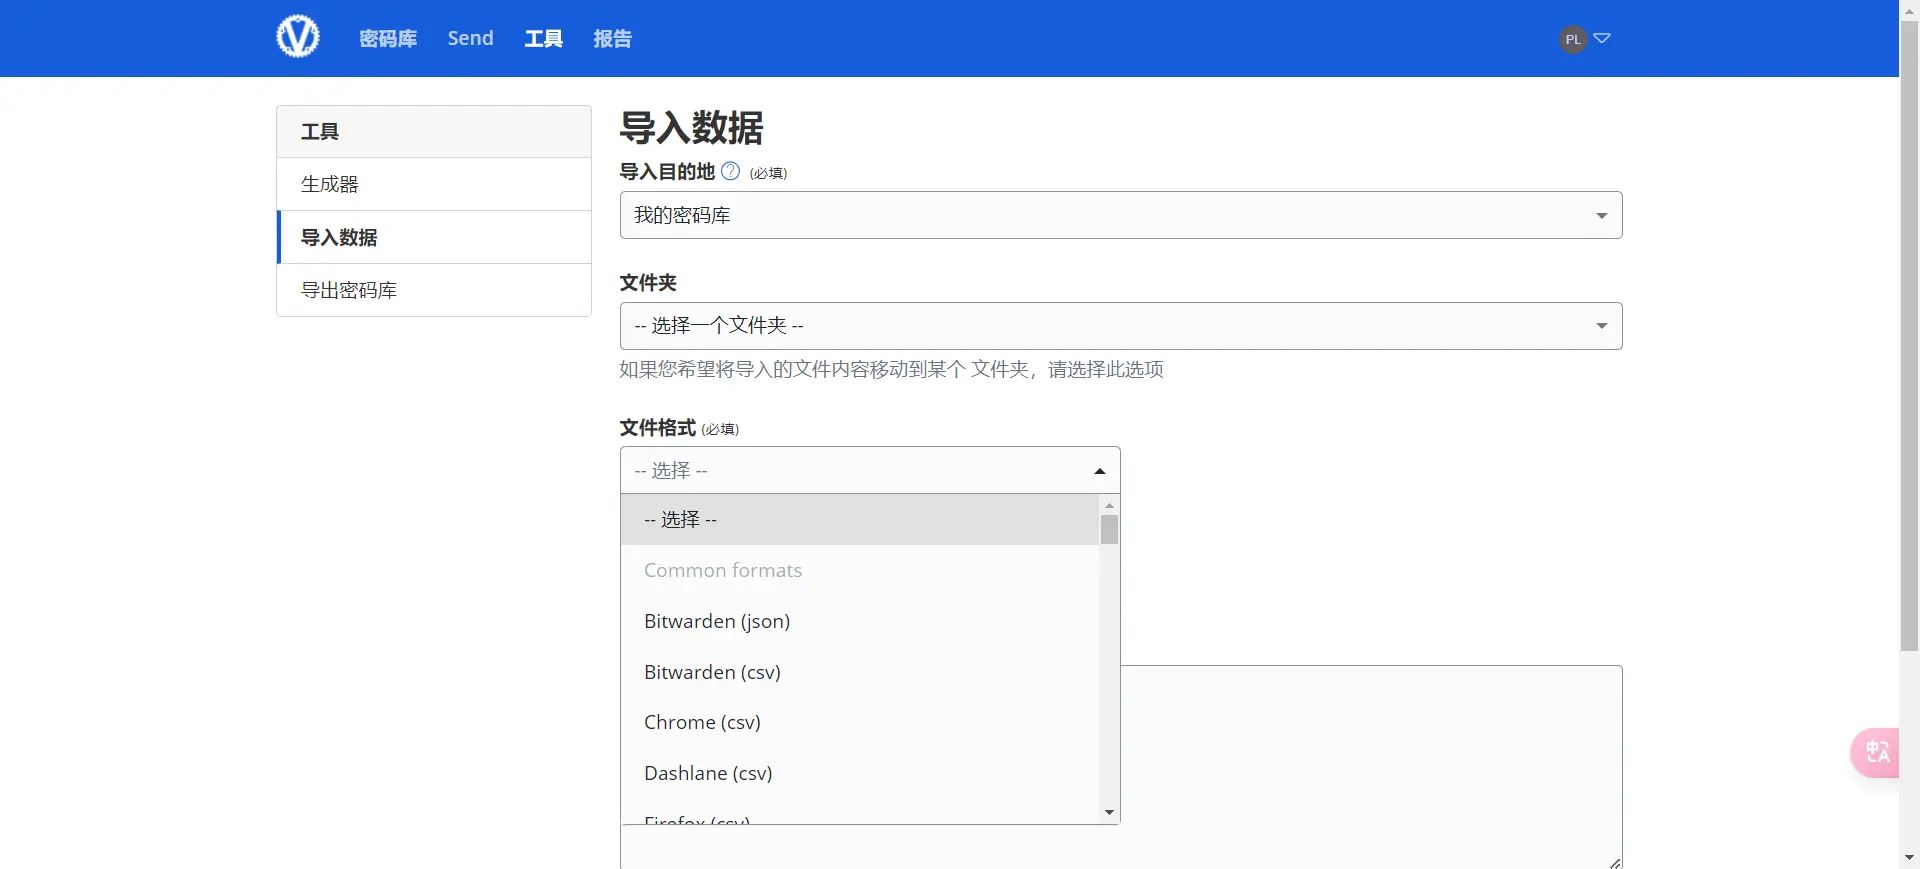 密码库 Send 工具 报告 PL
工具
生成器
导入数据
导出密码库
导入数据
导入目的地 ? (必填)
我的密码库
文件夹
-- 选择一个文件夹 --
如果您希望将导入的文件内容移动到某个 文件夹，请选择此选项
文件格式 (必填)
-- 选择 --
-- 选择 --
Common formats
Bitwarden (json)
Bitwarden (csv)
Chrome (csv)
Dashlane (csv)
Firefox (csv)